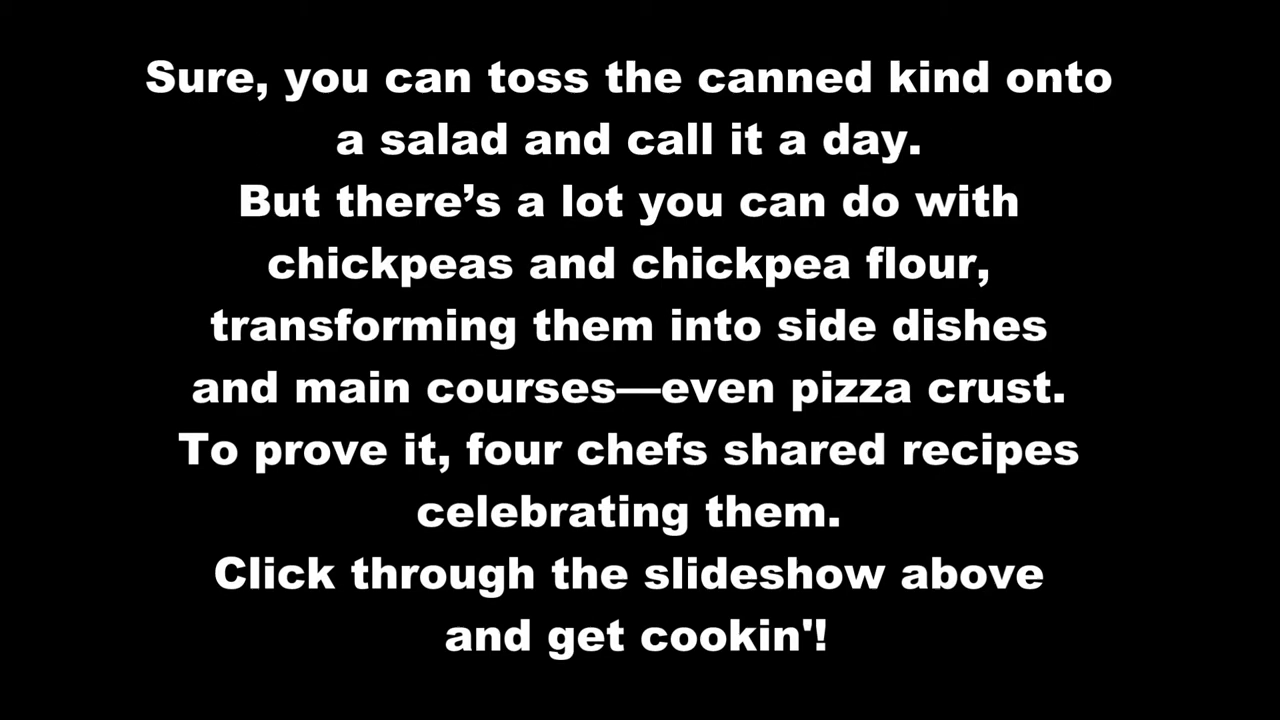 Sure, you can toss the canned kind onto
a salad and call it a day.
But there’s a lot you can do with
chickpeas and chickpea flour,
transforming them into side dishes
and main courses—even pizza crust.
To prove it, four chefs shared recipes
celebrating them.
Click through the slideshow above
and get cookin'!